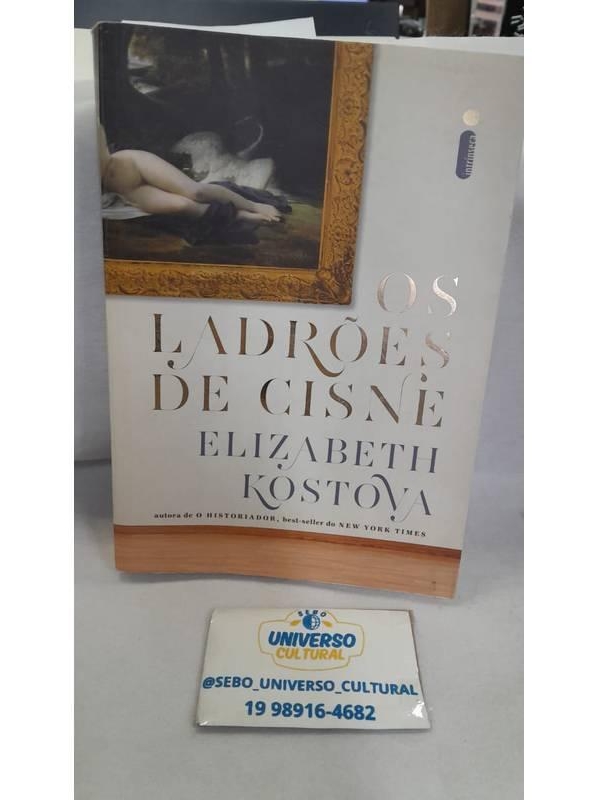 intrínseca
OS
LADRÕES
DE CISNE
ELIZABETH
KOSTOVA
autora de O HISTORIADOR, best-seller do NEW YORK TIMES
SEBO
UNIVERSO
CULTURAL
@SEBO_UNIVERSO_CULTURAL
19 98916-4682